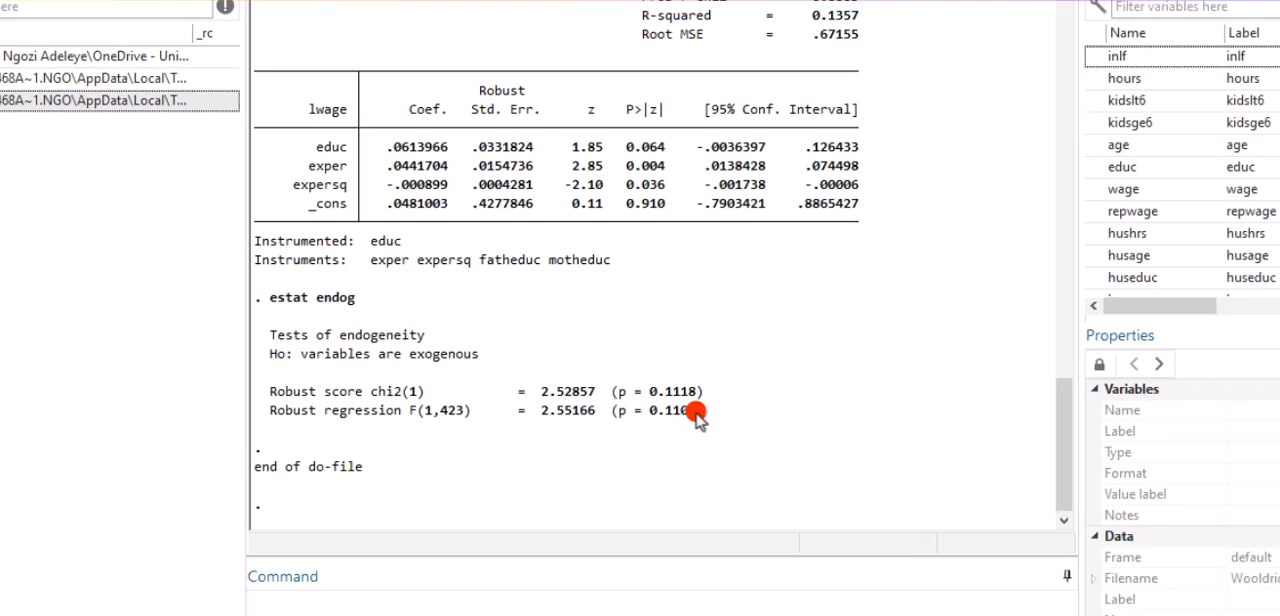 ere
_rc
Ngozi Adeleye\OneDrive - Uni...
468A~1.NGO\AppData\Local\T...
468A~1.NGO\AppData\Local\T...
R-squared = 0.1357
Root MSE = .67155
Robust
lwage Coef. Std. Err. z P>|z| [95% Conf. Interval]
educ .0613966 .0331824 1.85 0.064 -.0036397 .126433
exper .0441704 .0154736 2.85 0.004 .0138428 .074498
expersq -.000899 .0004281 -2.10 0.036 -.001738 -.00006
_cons .0481003 .4277846 0.11 0.910 -.7903421 .8865427
Instrumented: educ
Instruments: exper expersq fatheduc motheduc
. estat endog
Tests of endogeneity
Ho: variables are exogenous
Robust score chi2(1) = 2.52857 (p = 0.1118)
Robust regression F(1,423) = 2.55166 (p =
.
end of do-file
.
Command
Filter variables here
Name Label
inlf inlf
hours hours
kidslt6 kidslt6
kidsge6 kidsge6
age age
educ educ
wage wage
repwage repwage
hushrs hushrs
husage husage
huseduc huseduc
Properties
Variables
Name
Label
Type
Format
Value label
Notes
Data
Frame default
Filename Wooldri
Label